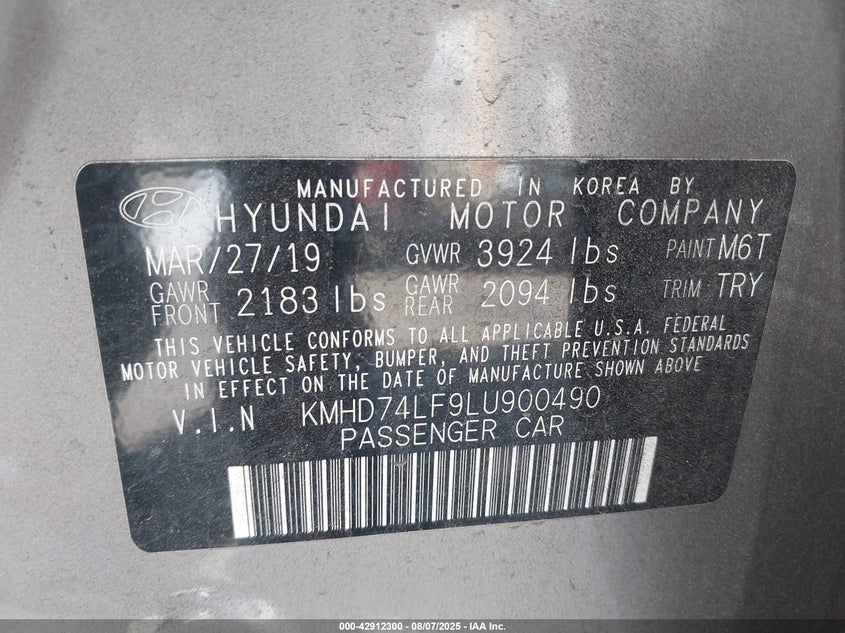 MANUFACTURED IN KOREA BY
HYUNDAI MOTOR COMPANY
MAR/27/19 GVWR 3924 lbs PAINT M6T
GAWR FRONT 2183 lbs GAWR REAR 2094 lbs TRIM TRY
THIS VEHICLE CONFORMS TO ALL APPLICABLE U.S.A. FEDERAL
MOTOR VEHICLE SAFETY, BUMPER, AND THEFT PREVENTION STANDARDS
IN EFFECT ON THE DATE OF MANUFACTURE SHOWN ABOVE
V.I.N KMHD74LF9LU900490
PASSENGER CAR
000-42912300 - 08/07/2025 - IAA Inc.